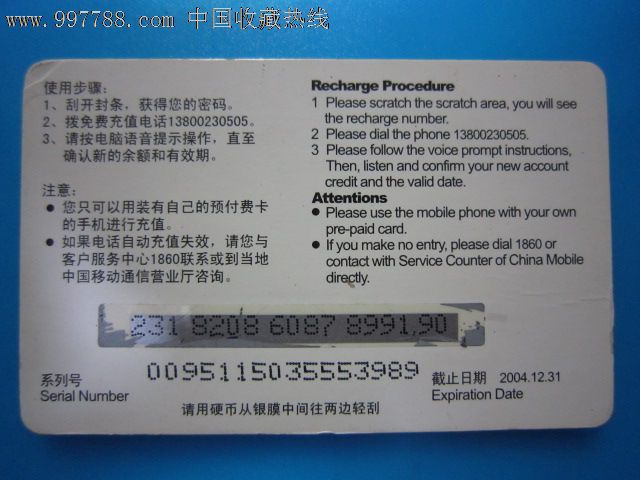 www.997788.com 中国收藏热线
使用步骤:
1、刮开封条，获得您的密码。
2、拨免费充值电话13800230505。
3、请按电脑语音提示操作，直至
确认新的余额和有效期。
注意:
● 您只可以用装有自己的预付费卡
的手机进行充值。
● 如果电话自动充值失效，请您与
客户服务中心1860联系或到当地
中国移动通信营业厅咨询。
Recharge Procedure
1 Please scratch the scratch area, you will see
the recharge number.
2 Please dial the phone 13800230505.
3 Please follow the voice prompt instructions,
Then, listen and confirm your new account
credit and the valid date.
Attentions
● Please use the mobile phone with your own
pre-paid card.
● If you make no entry, please dial 1860 or
contact with Service Counter of China Mobile
directly.
231 8208 6087 8991,90
系列号 00951150355539​89 截止日期 2004.12.31
Serial Number Expiration Date
请用硬币从银膜中间往两边轻刮